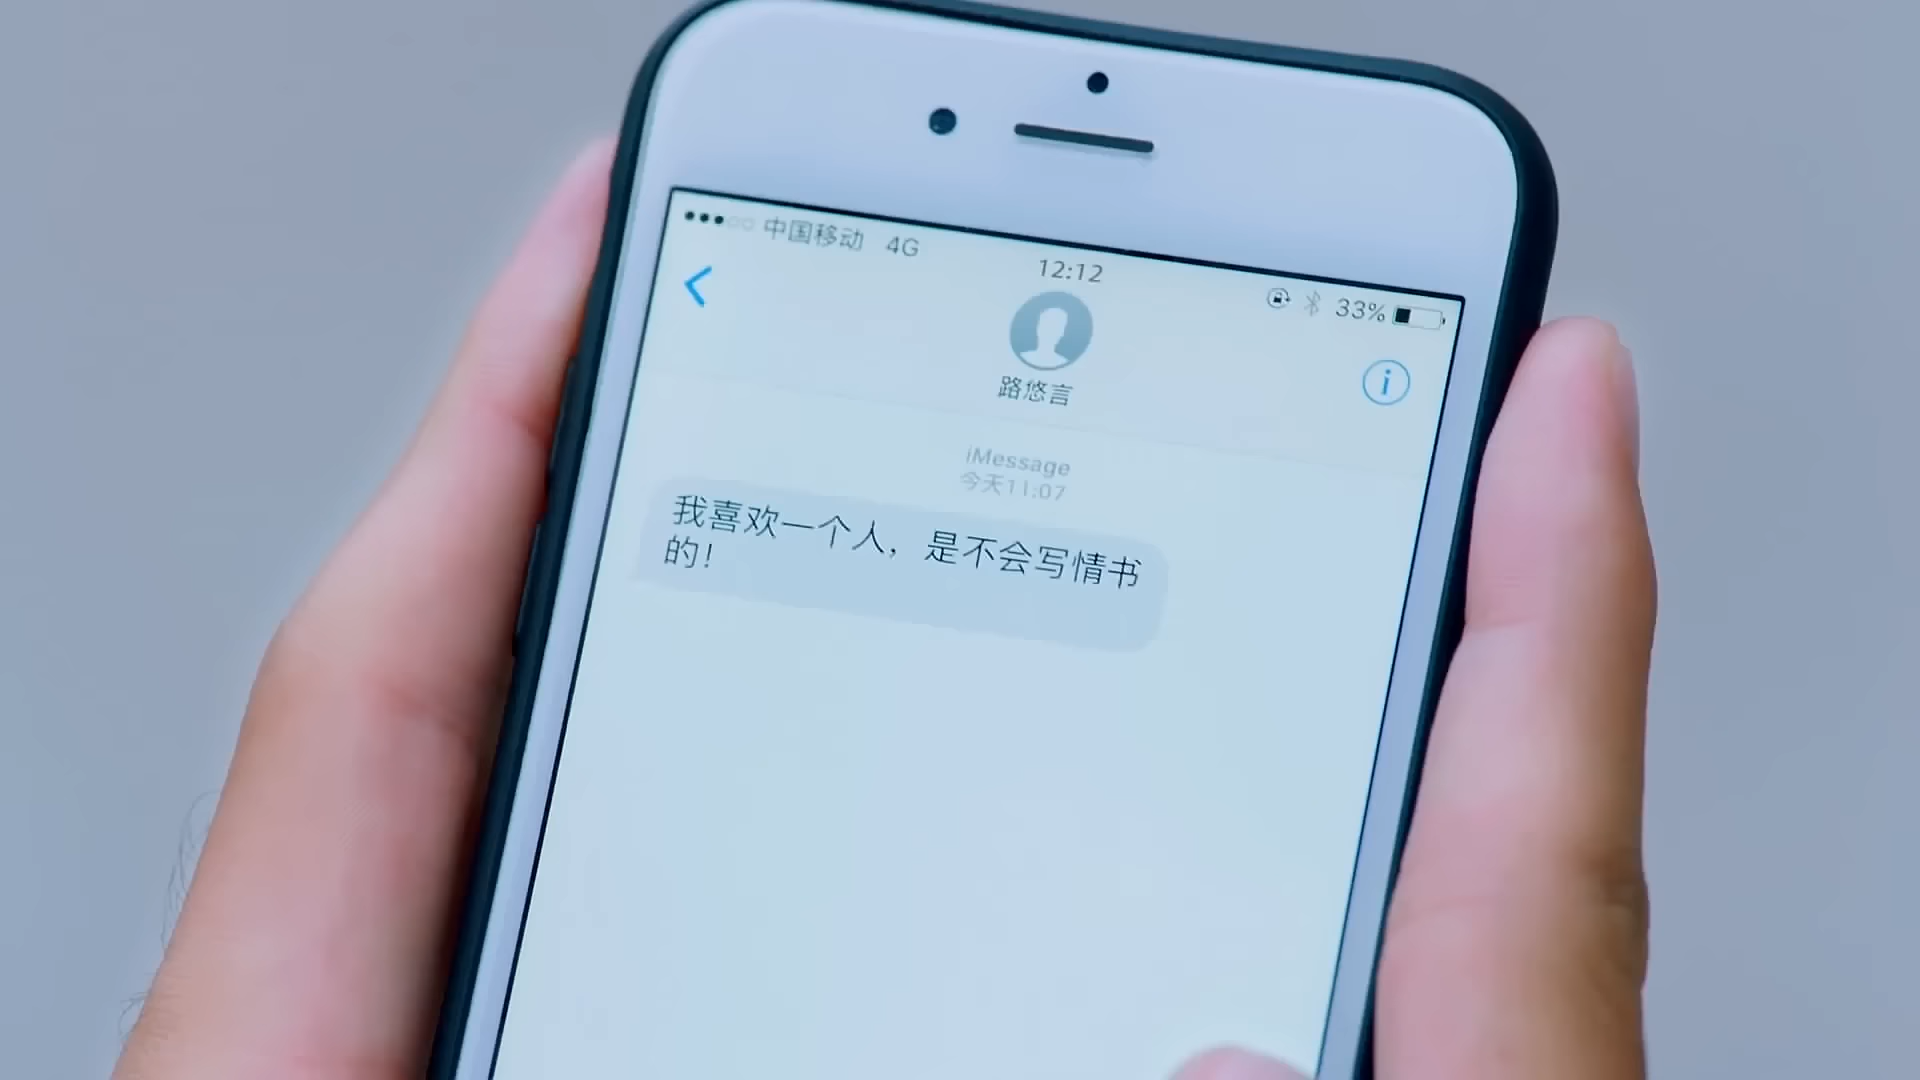 中国移动 4G
12:12
33%
路悠言
iMessage
今天11:07
我喜欢一个人，是不会写情书
的！